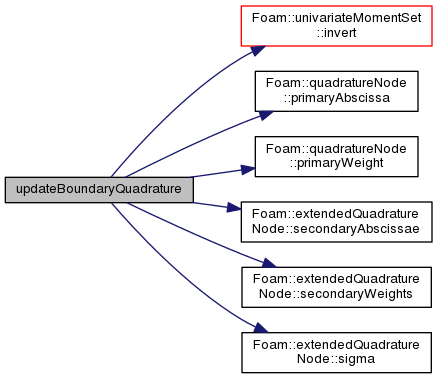 Foam::univariateMomentSet
::invert
Foam::quadratureNode
::primaryAbscissa
Foam::quadratureNode
::primaryWeight
updateBoundaryQuadrature
Foam::extendedQuadrature
Node::secondaryAbscissae
Foam::extendedQuadrature
Node::secondaryWeights
Foam::extendedQuadrature
Node::sigma